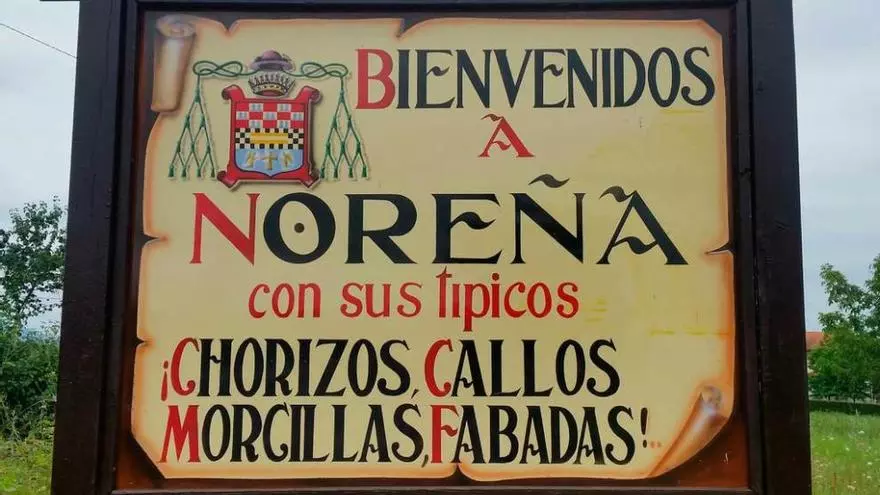 BIENVENIDOS
A
NOREÑA
con sus típicos
¡CHORIZOS, CALLOS
MORCILLAS, FABADAS!..